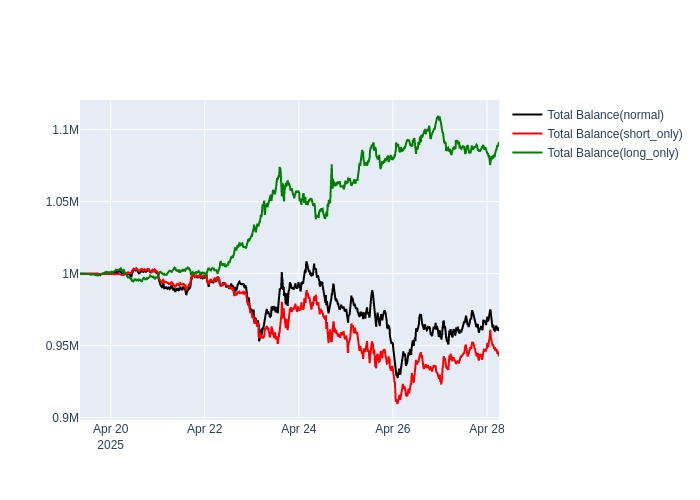 Total Balance(normal)
Total Balance(short_only)
Total Balance(long_only)
1.1M
1.05M
1M
0.95M
0.9M
Apr 20
2025
Apr 22
Apr 24
Apr 26
Apr 28